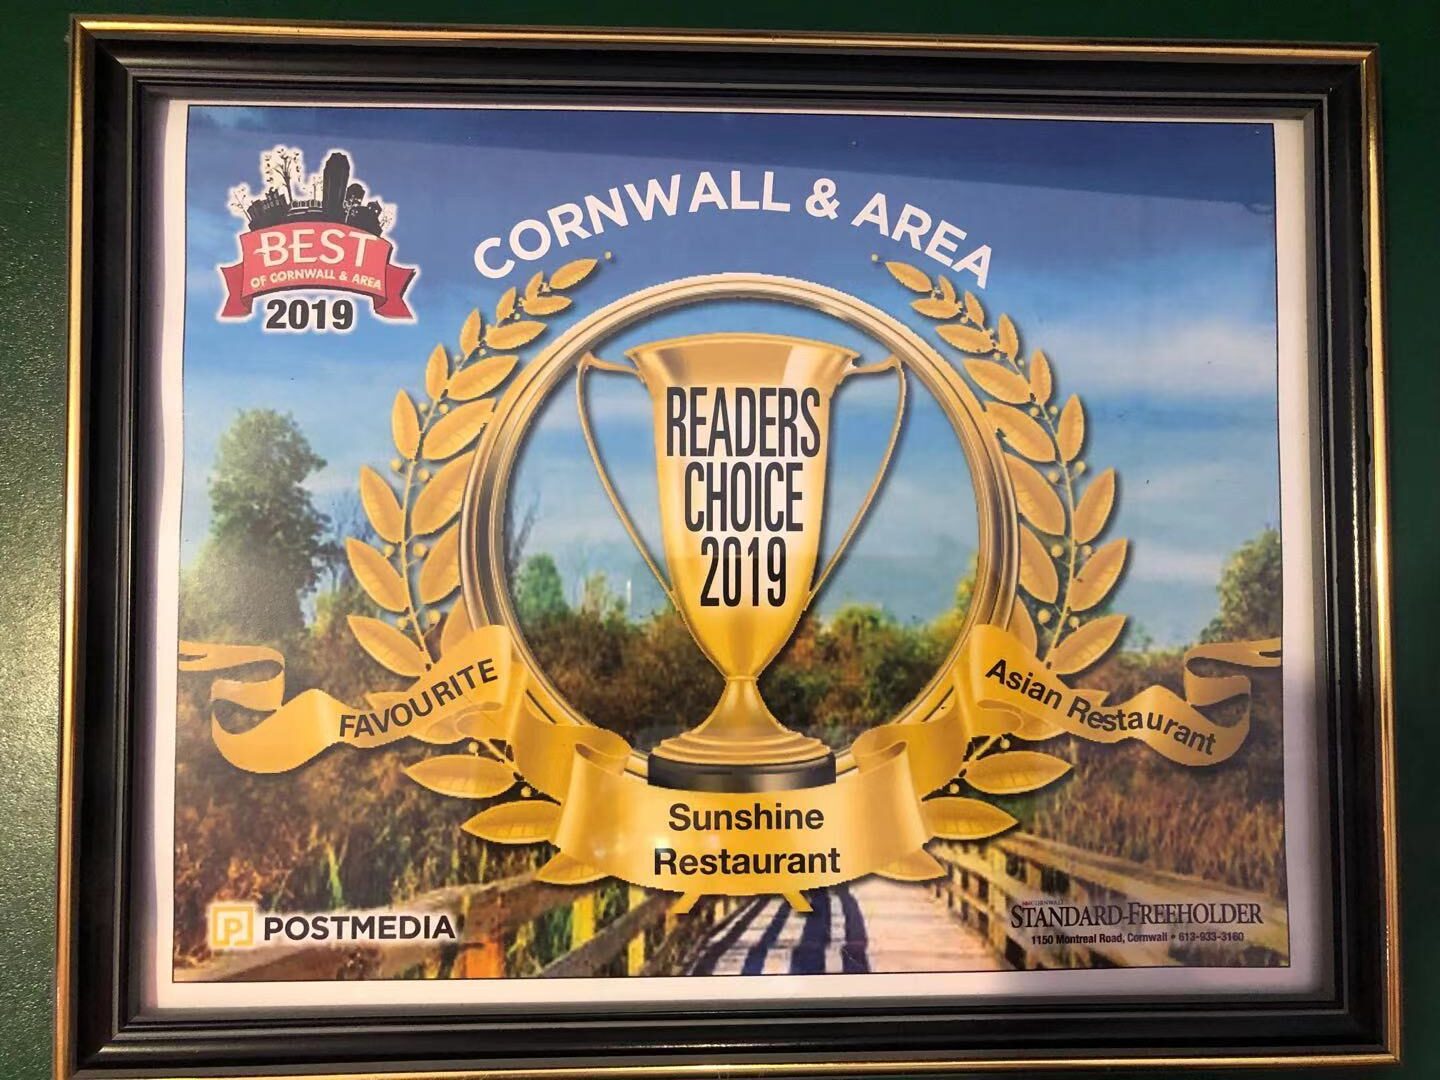 CORNWALL & AREA
BEST
OF CORNWALL & AREA
2019
READERS
CHOICE
2019
FAVOURITE
Asian Restaurant
Sunshine
Restaurant
P POSTMEDIA
CORNWALL
STANDARD-FREEHOLDER
1150 Montreal Road, Cornwall • 613-933-3160